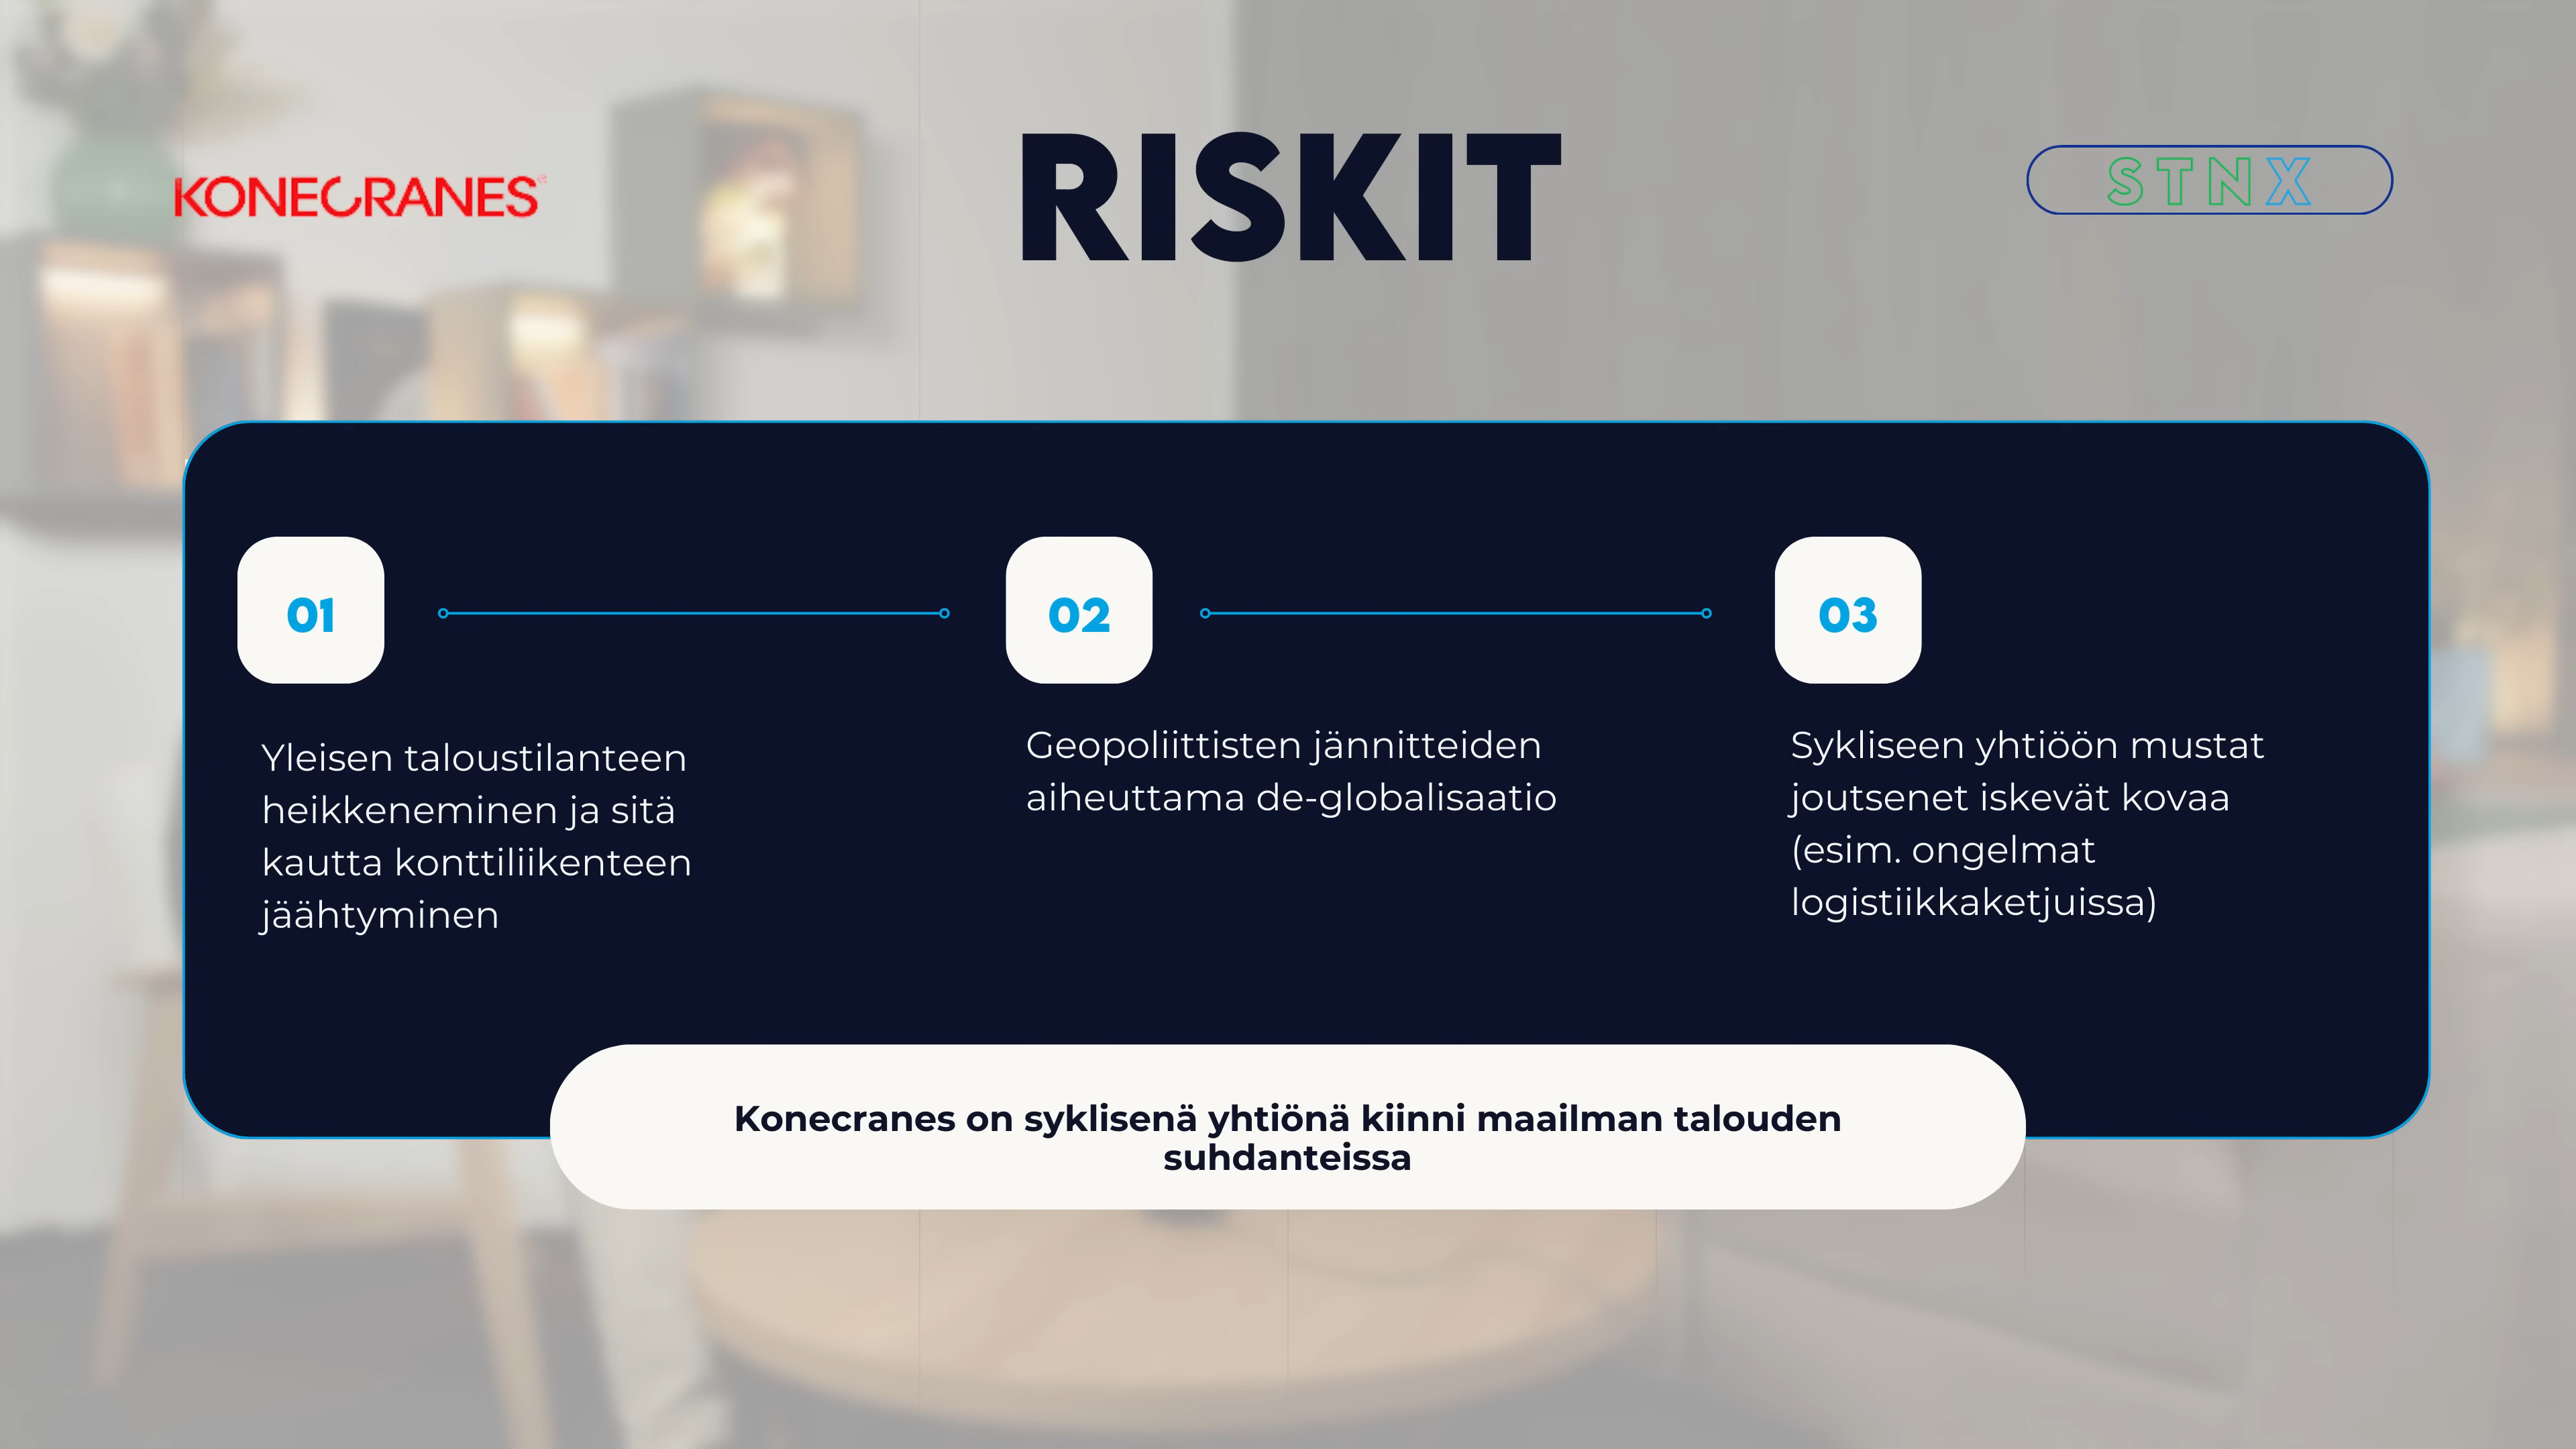 KONECRANES
RISKIT
STNX
01
02
03
Yleisen taloustilanteen
heikkeneminen ja sitä
kautta konttiliikenteen
jäähtyminen
Geopoliittisten jännitteiden
aiheuttama de-globalisaatio
Sykliseen yhtiöön mustat
joutsenet iskevät kovaa
(esim. ongelmat
logistiikkaketjuissa)
Konecranes on syklisenä yhtiönä kiinni maailman talouden
suhdanteissa